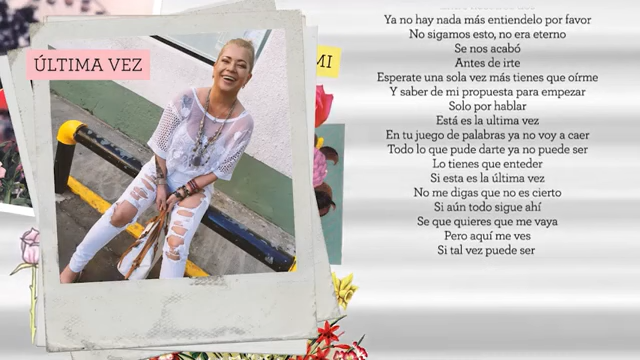 ÚLTIMA VEZ
MI
Ya no hay nada más entiendelo por favor
No sigamos esto, no era eterno
Se nos acabó
Antes de irte
Esperate una sola vez más tienes que oírme
Y saber de mi propuesta para empezar
Solo por hablar
Está es la ultima vez
En tu juego de palabras ya no voy a caer
Todo lo que pude darte ya no puede ser
Lo tienes que enteder
Si esta es la última vez
No me digas que no es cierto
Si aún todo sigue ahí
Se que quieres que me vaya
Pero aquí me ves
Si tal vez puede ser